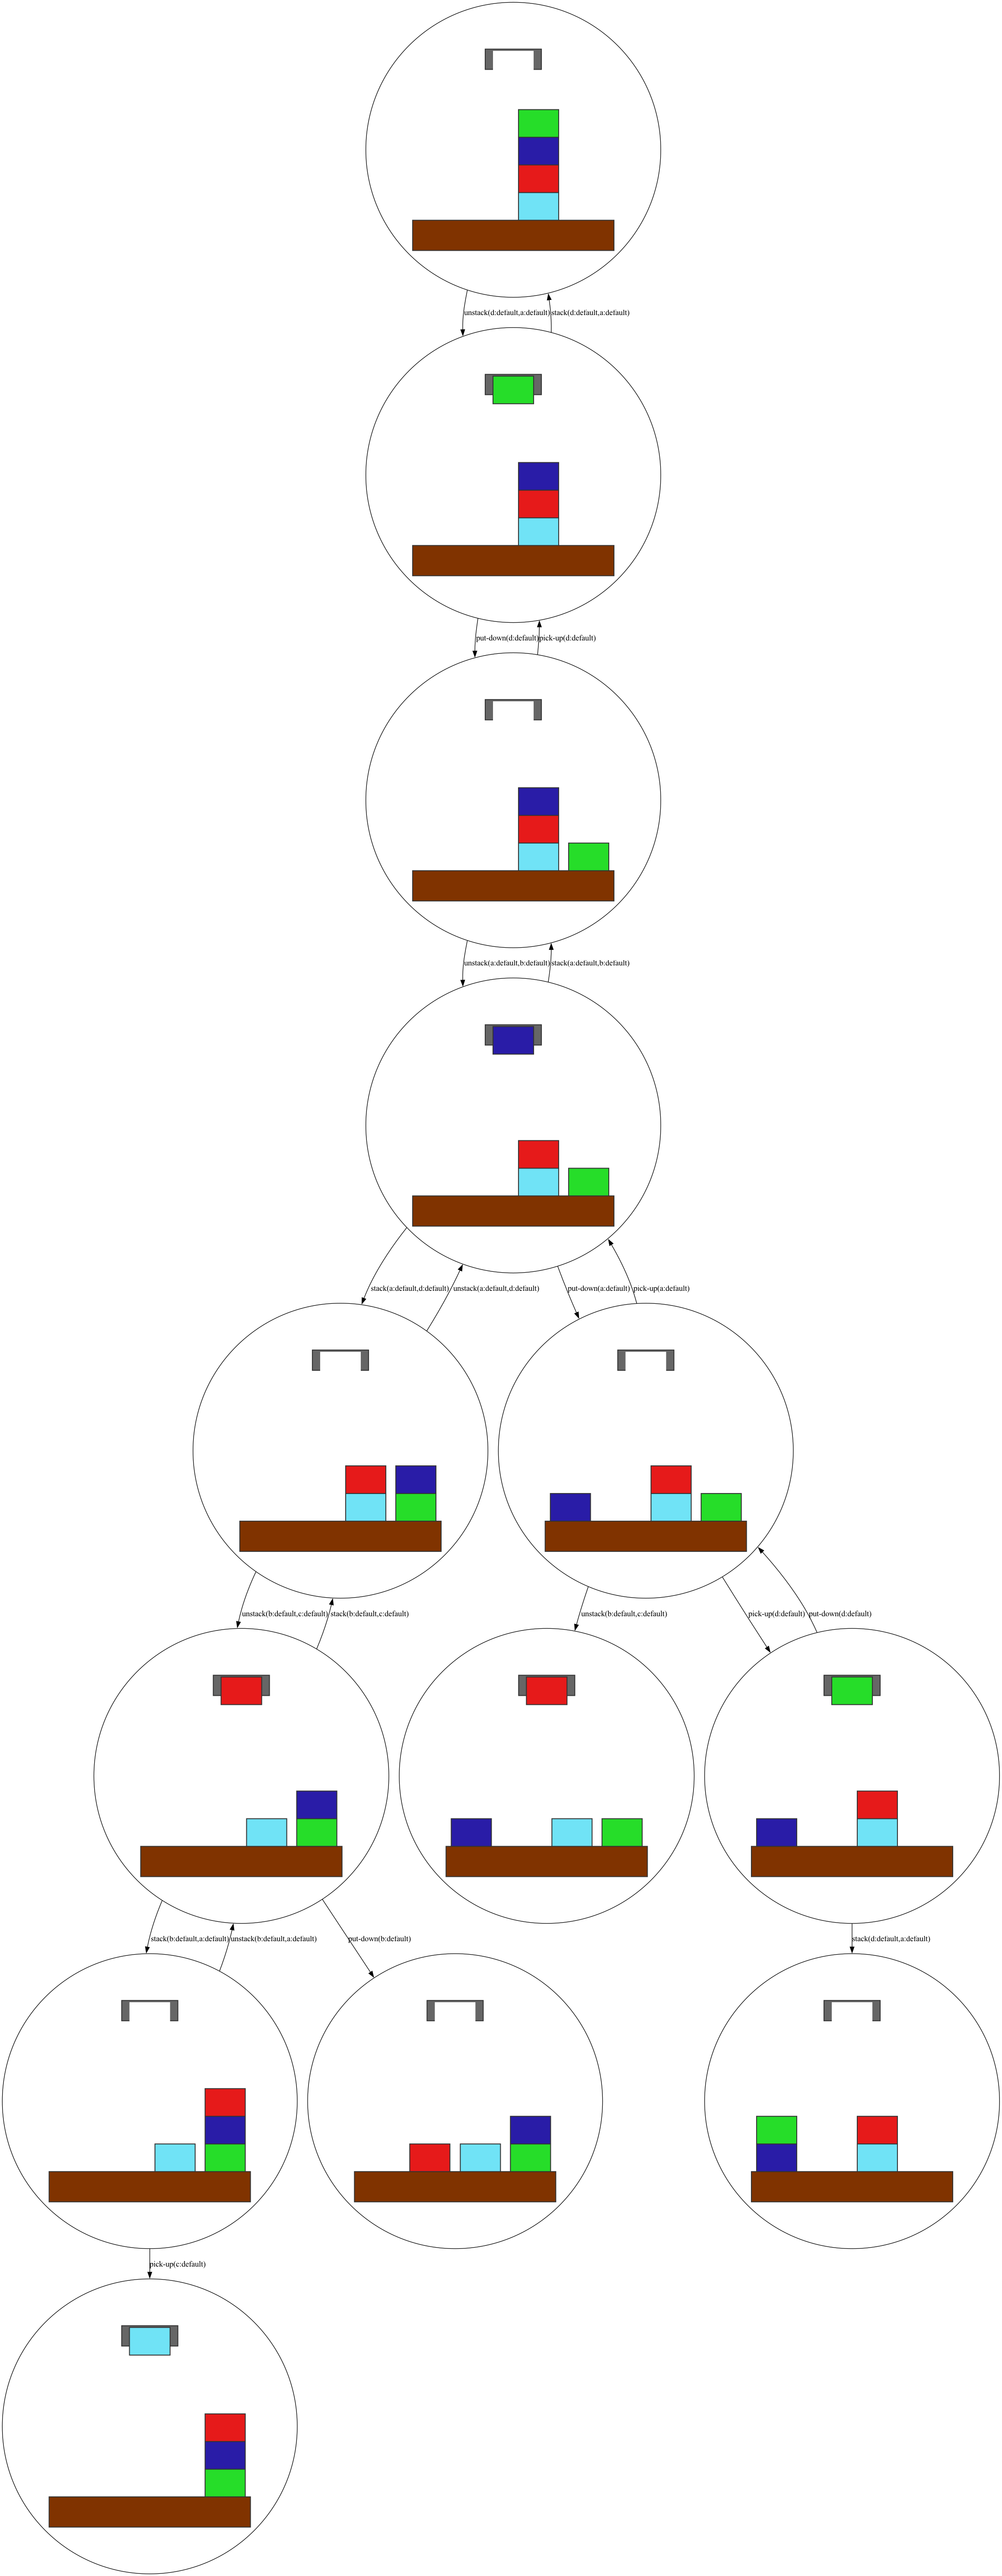 unstack(d:default,a:default)
stack(d:default,a:default)
put-down(d:default)
pick-up(d:default)
unstack(a:default,b:default)
stack(a:default,b:default)
stack(a:default,d:default)
unstack(a:default,d:default)
put-down(a:default)
pick-up(a:default)
unstack(b:default,c:default)
stack(b:default,c:default)
unstack(b:default,c:default)
pick-up(d:default)
put-down(d:default)
stack(b:default,a:default)
unstack(b:default,a:default)
put-down(b:default)
stack(d:default,a:default)
pick-up(c:default)